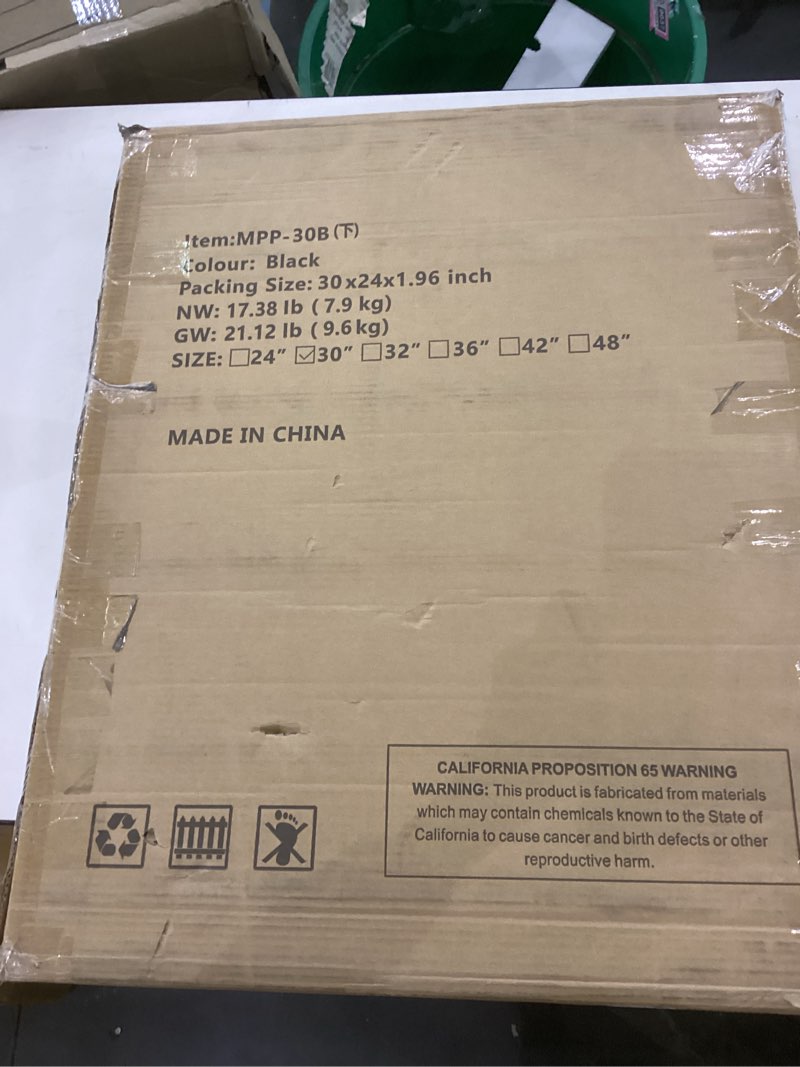 Item:MPP-30B(下)
Colour: Black
Packing Size: 30x24x1.96 inch
NW: 17.38 lb (7.9 kg)
GW: 21.12 lb (9.6kg)
SIZE: ☐24” ☑30” ☐32” ☐36” ☐42” ☐48”
MADE IN CHINA
CALIFORNIA PROPOSITION 65 WARNING
WARNING: This product is fabricated from materials
which may contain chemlcals known to the State of
California to cause cancer and birth defects or other
reproductive harm.